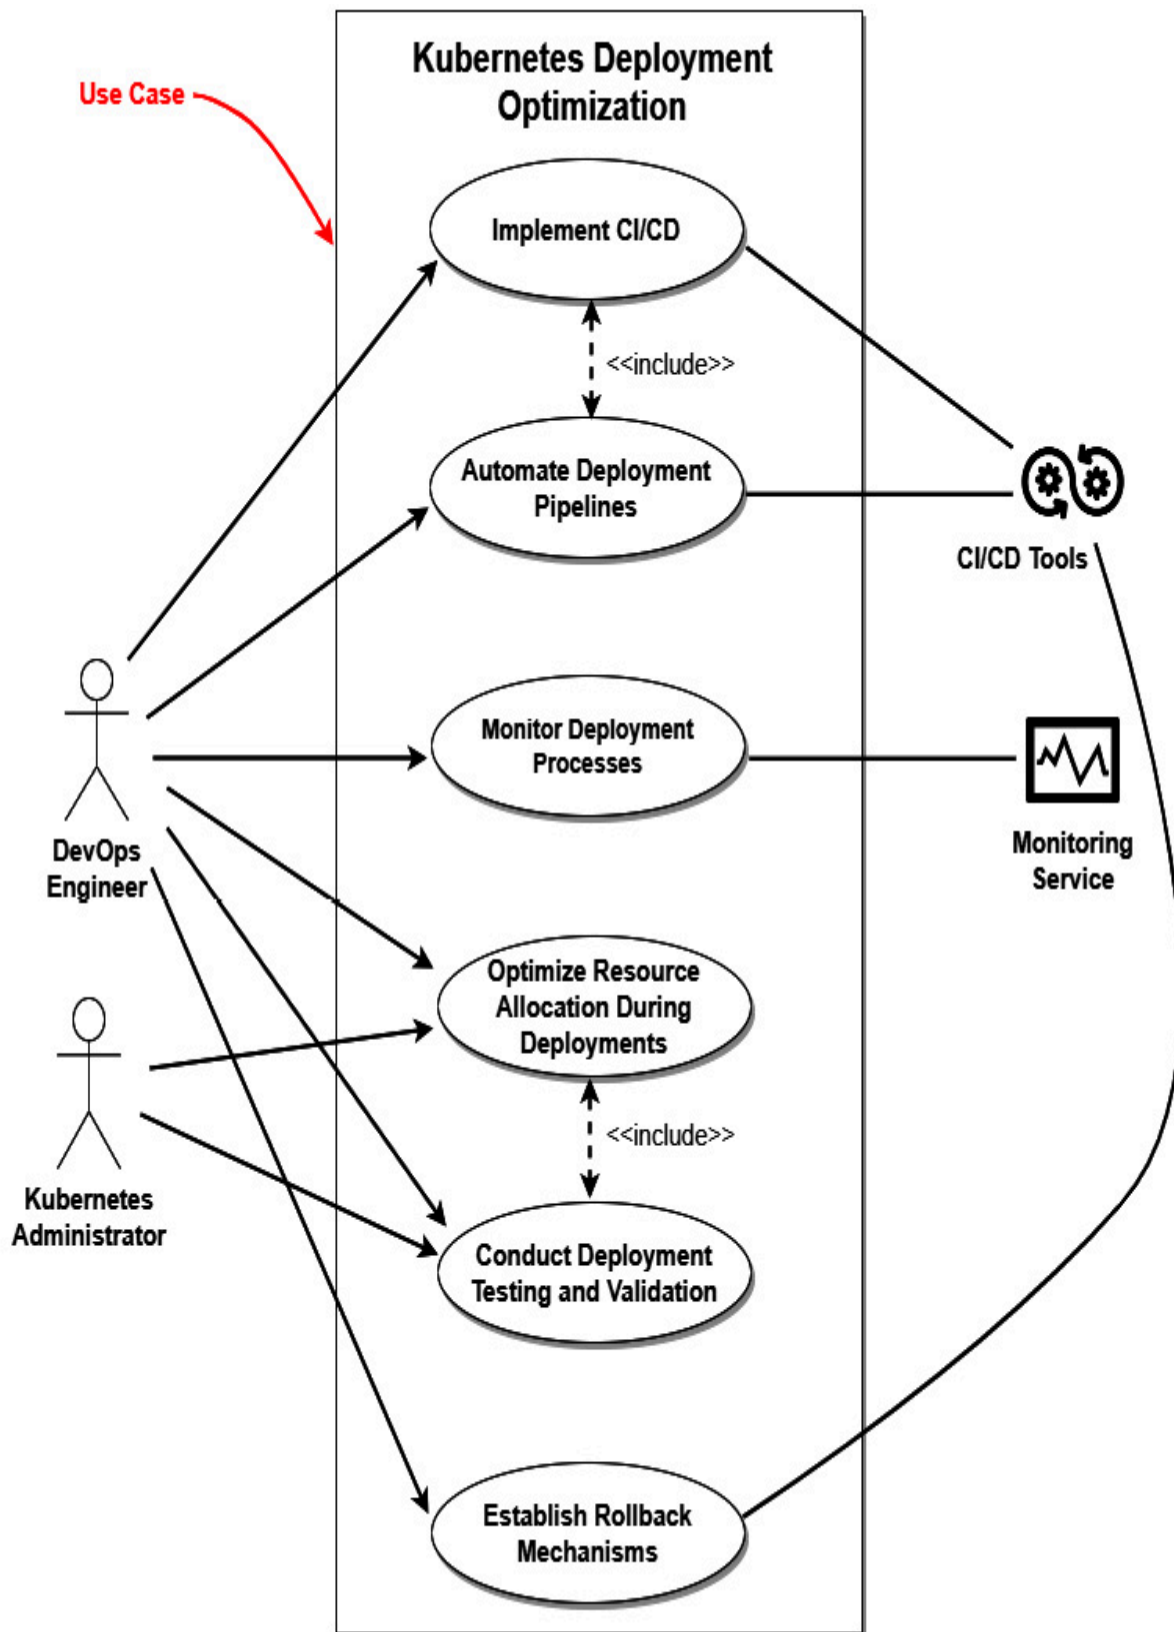 Kubernetes Deployment
Optimization
Use Case
Implement CI/CD
<<include>>
Automate Deployment
Pipelines
CI/CD Tools
Monitor Deployment
Processes
DevOps
Engineer
Monitoring
Service
Optimize Resource
Allocation During
Deployments
<<include>>
Kubernetes
Administrator
Conduct Deployment
Testing and Validation
Establish Rollback
Mechanisms